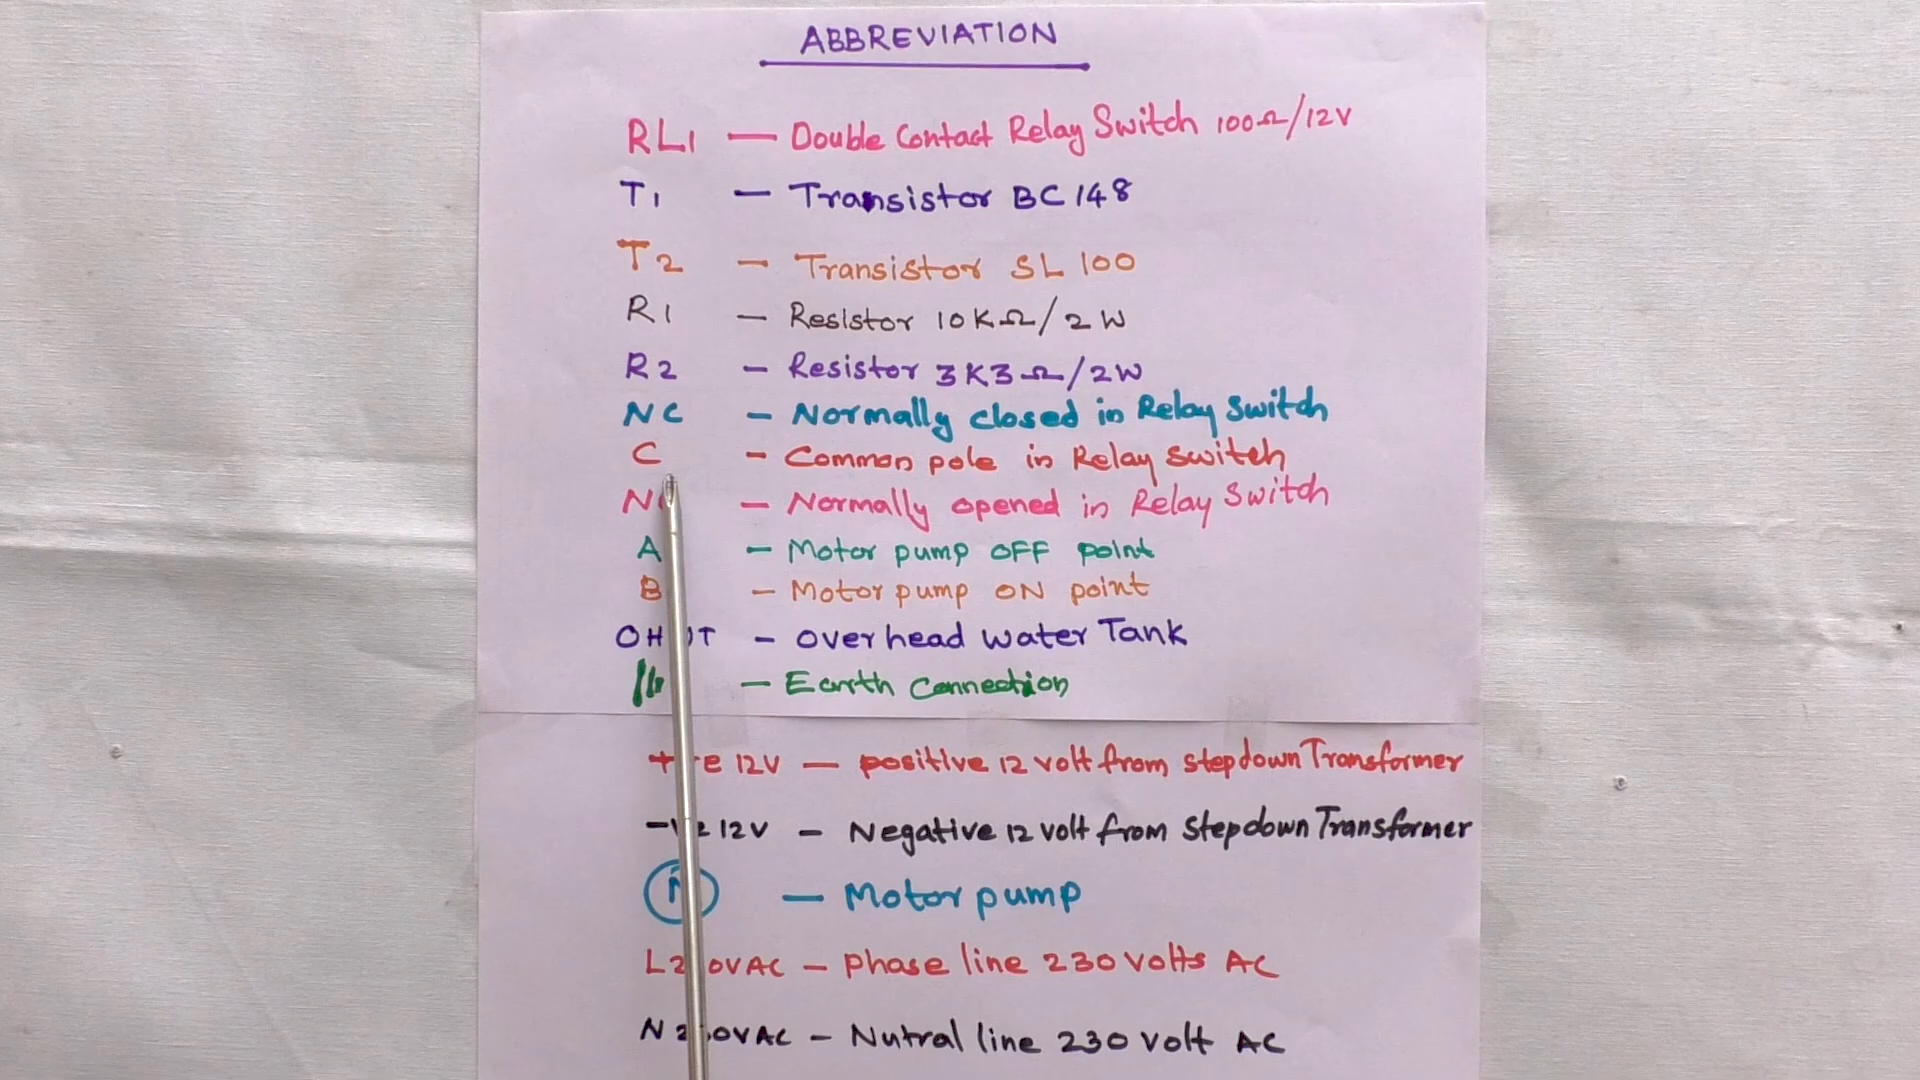 ABBREVIATION
RL1 — Double Contact Relay Switch 100Ω/12V
T1 — Transistor BC148
T2 — Transistor SL100
R1 — Resistor 10KΩ/2W
R2 — Resistor 3K3Ω/2W
NC — Normally closed in Relay Switch
C — Common pole in Relay Switch
— Normally opened in Relay Switch
A — Motor pump OFF point
B — Motor pump ON point
— Over head water Tank
— Earth Connection
12V — positive 12 volt from stepdown Transformer
12V — Negative 12 volt from Stepdown Transformer
— Motor pump
— phase line 230 volts AC
— Nutral line 230 volt AC